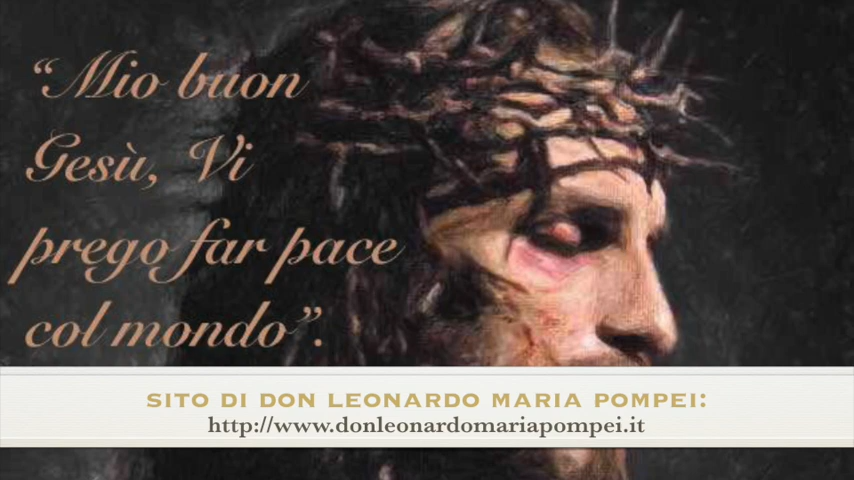 “Mio buon
Gesù, Vi
prego far pace
col mondo”.
SITO DI DON LEONARDO MARIA POMPEI:
http://www.donleonardomariapompei.it